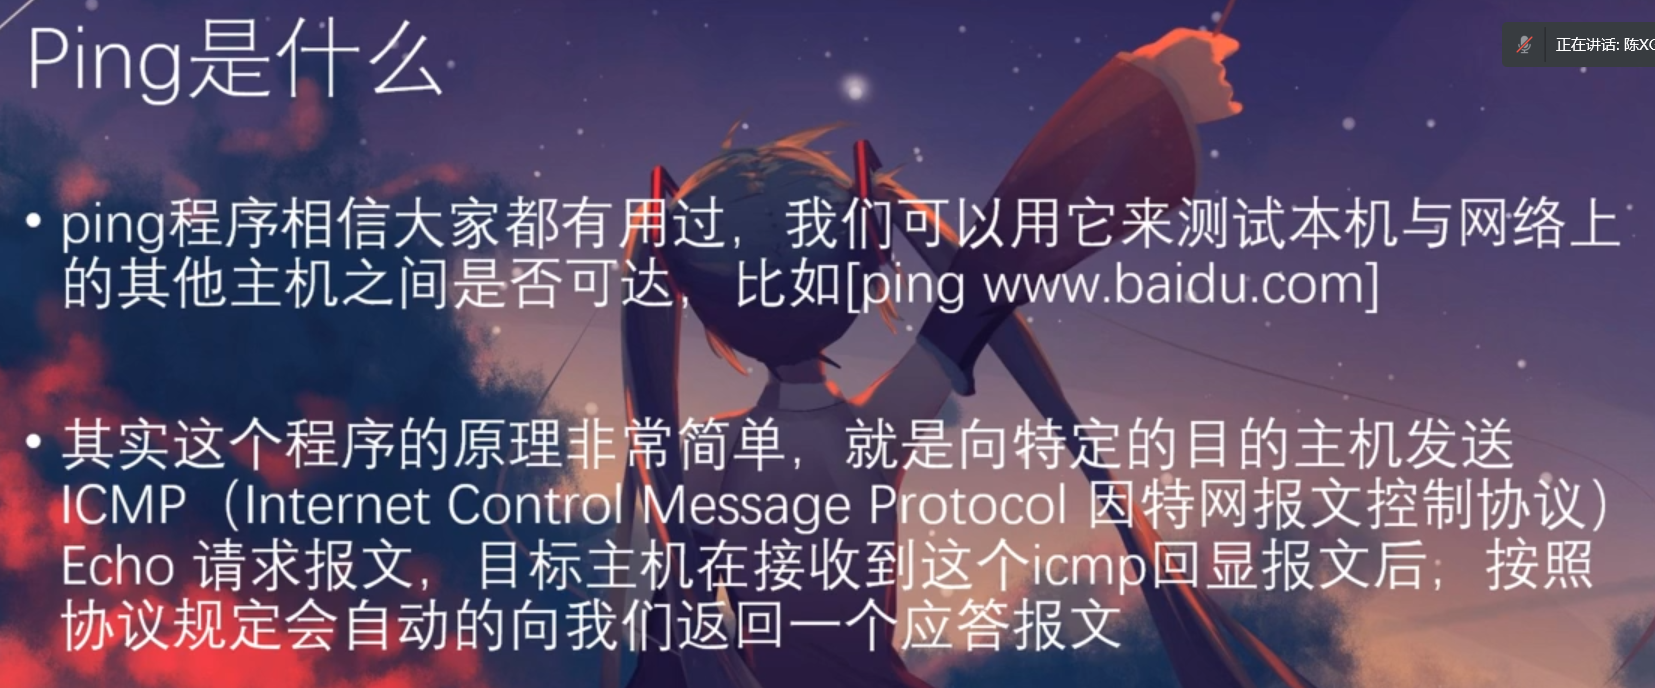 Ping是什么
正在讲话: 陈XC
• ping程序相信大家都有用过，我们可以用它来测试本机与网络上
的其他主机之间是否可达，比如[ping www.baidu.com]
• 其实这个程序的原理非常简单，就是向特定的目的主机发送
ICMP（Internet Control Message Protocol 因特网报文控制协议）
Echo 请求报文，目标主机在接收到这个icmp回显报文后；按照
协议规定会自动的向我们返回一个应答报文